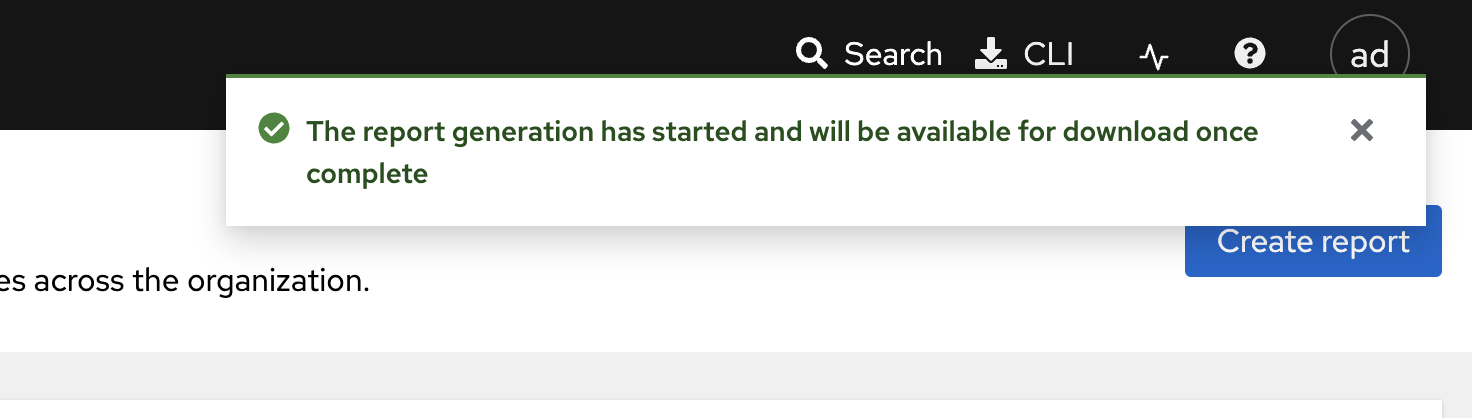 Search CLI ad
The report generation has started and will be available for download once
complete
Create report
es across the organization.